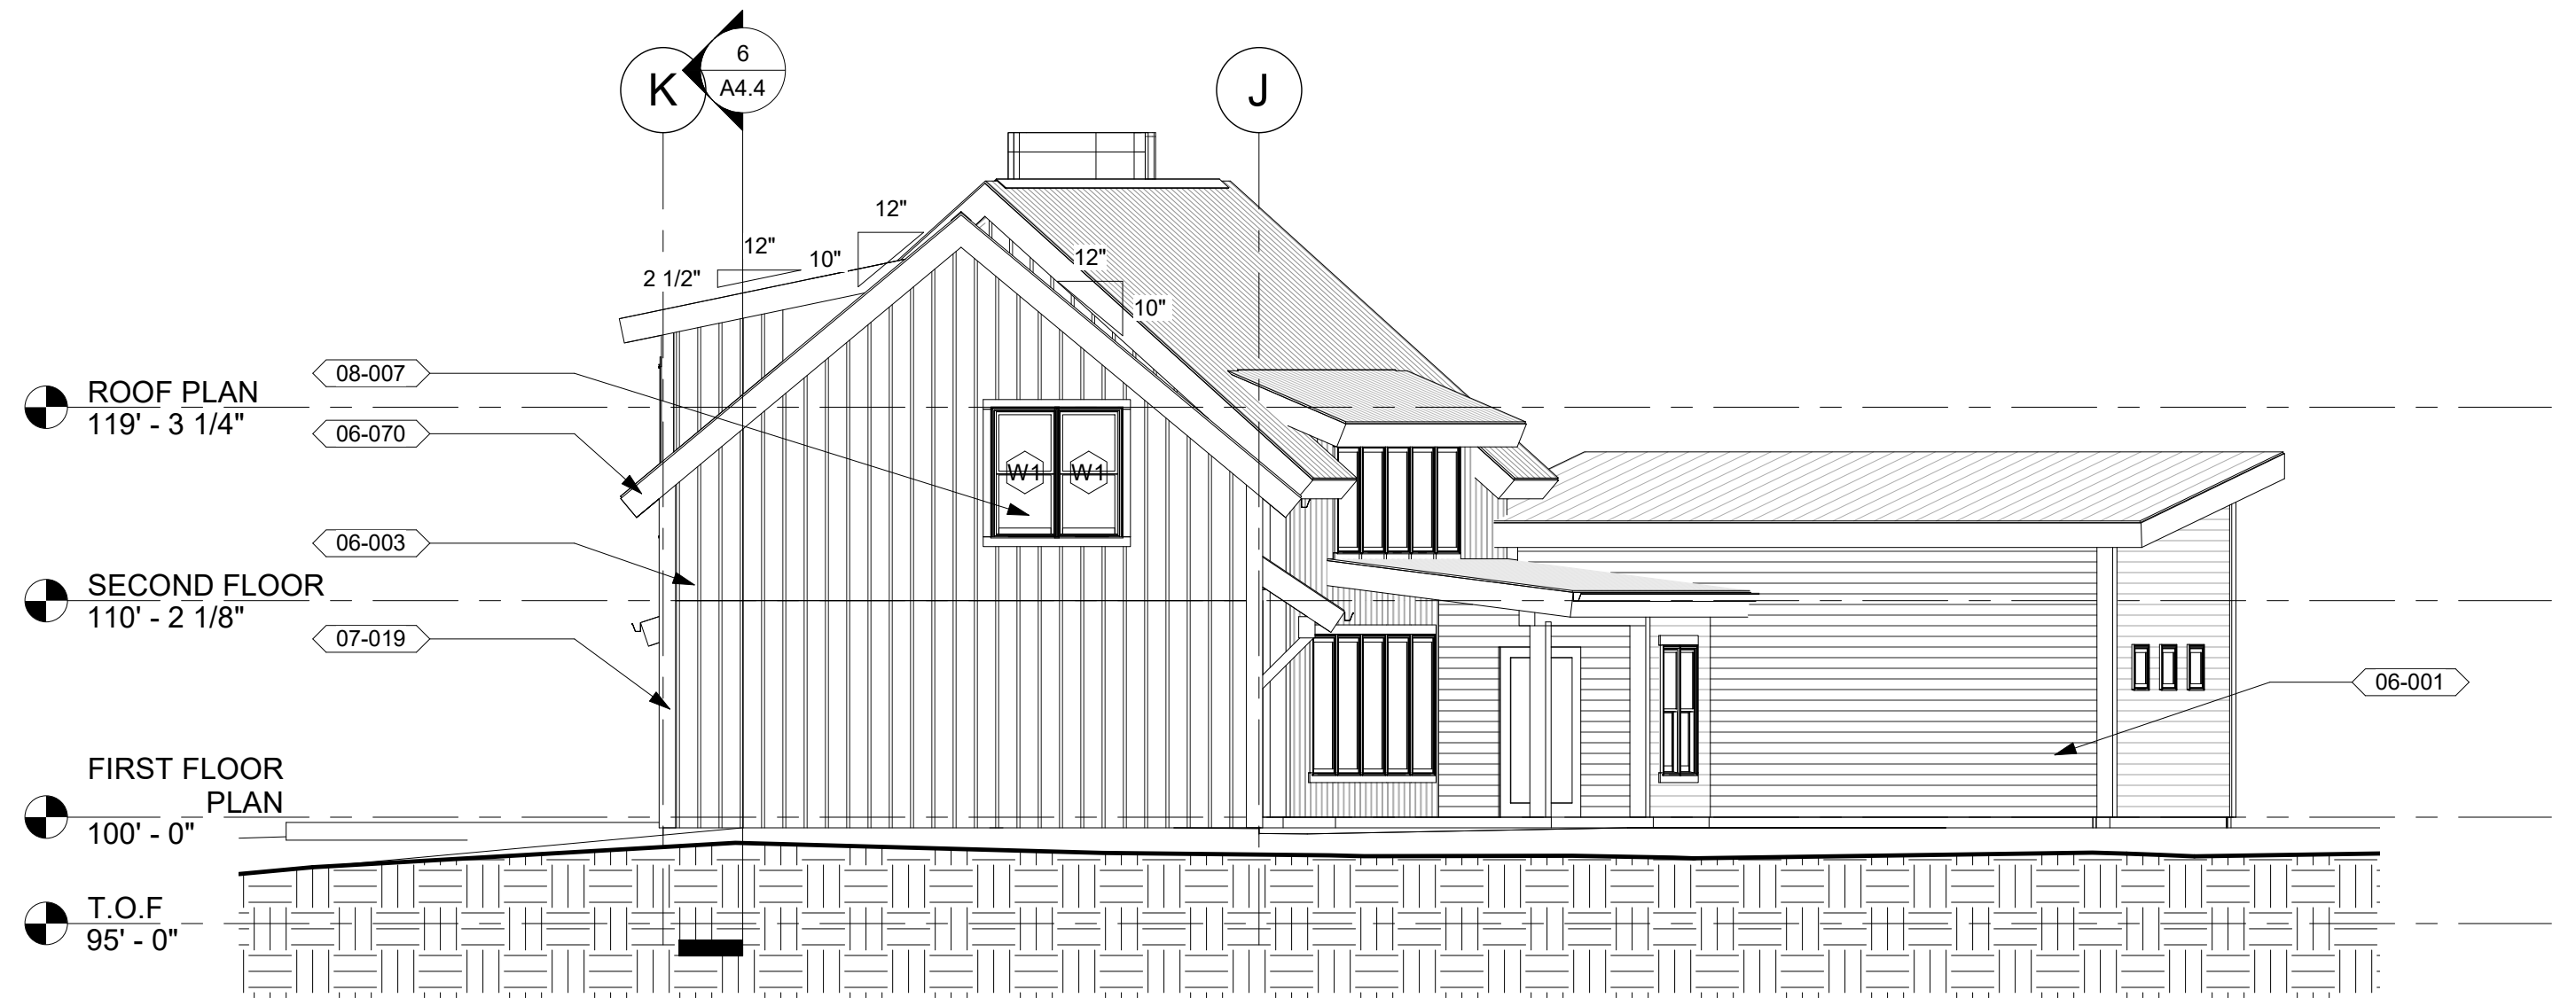 6
K
A4.4
J
12"
12"
10"
2 1/2"
12"
10"
08-007
ROOF PLAN
119' - 3 1/4"
06-070
W1 W1
06-003
SECOND FLOOR
110' - 2 1/8"
07-019
06-001
FIRST FLOOR
PLAN
100' - 0"
T.O.F
95' - 0"